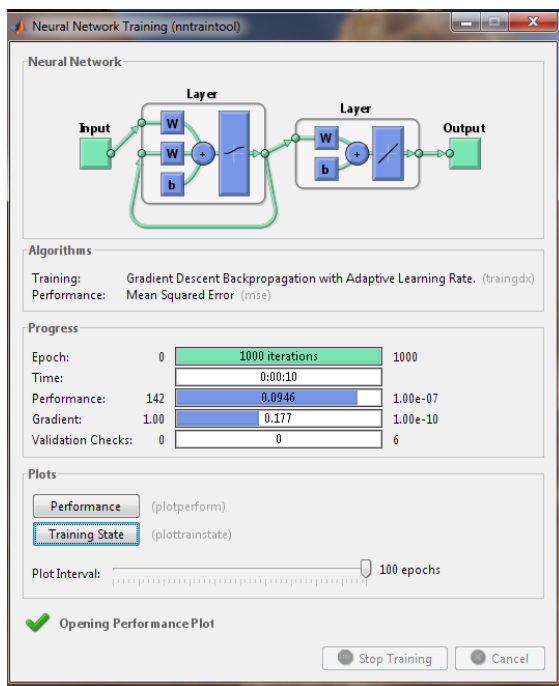 Neural Network Training (nntraintool)
Neural Network
Layer
Layer
Input
Output
W
W
b
+
W
b
+
Algorithms
Training: Gradient Descent Backpropagation with Adaptive Learning Rate. (traingdx)
Performance: Mean Squared Error (mse)
Progress
Epoch: 0 1000 iterations 1000
Time: 0:00:10
Performance: 142 0.0946 1.00e-07
Gradient: 1.00 0.177 1.00e-10
Validation Checks: 0 0 6
Plots
Performance (plotperform)
Training State (plottrainstate)
Plot Interval: 100 epochs
Opening Performance Plot
Stop Training Cancel